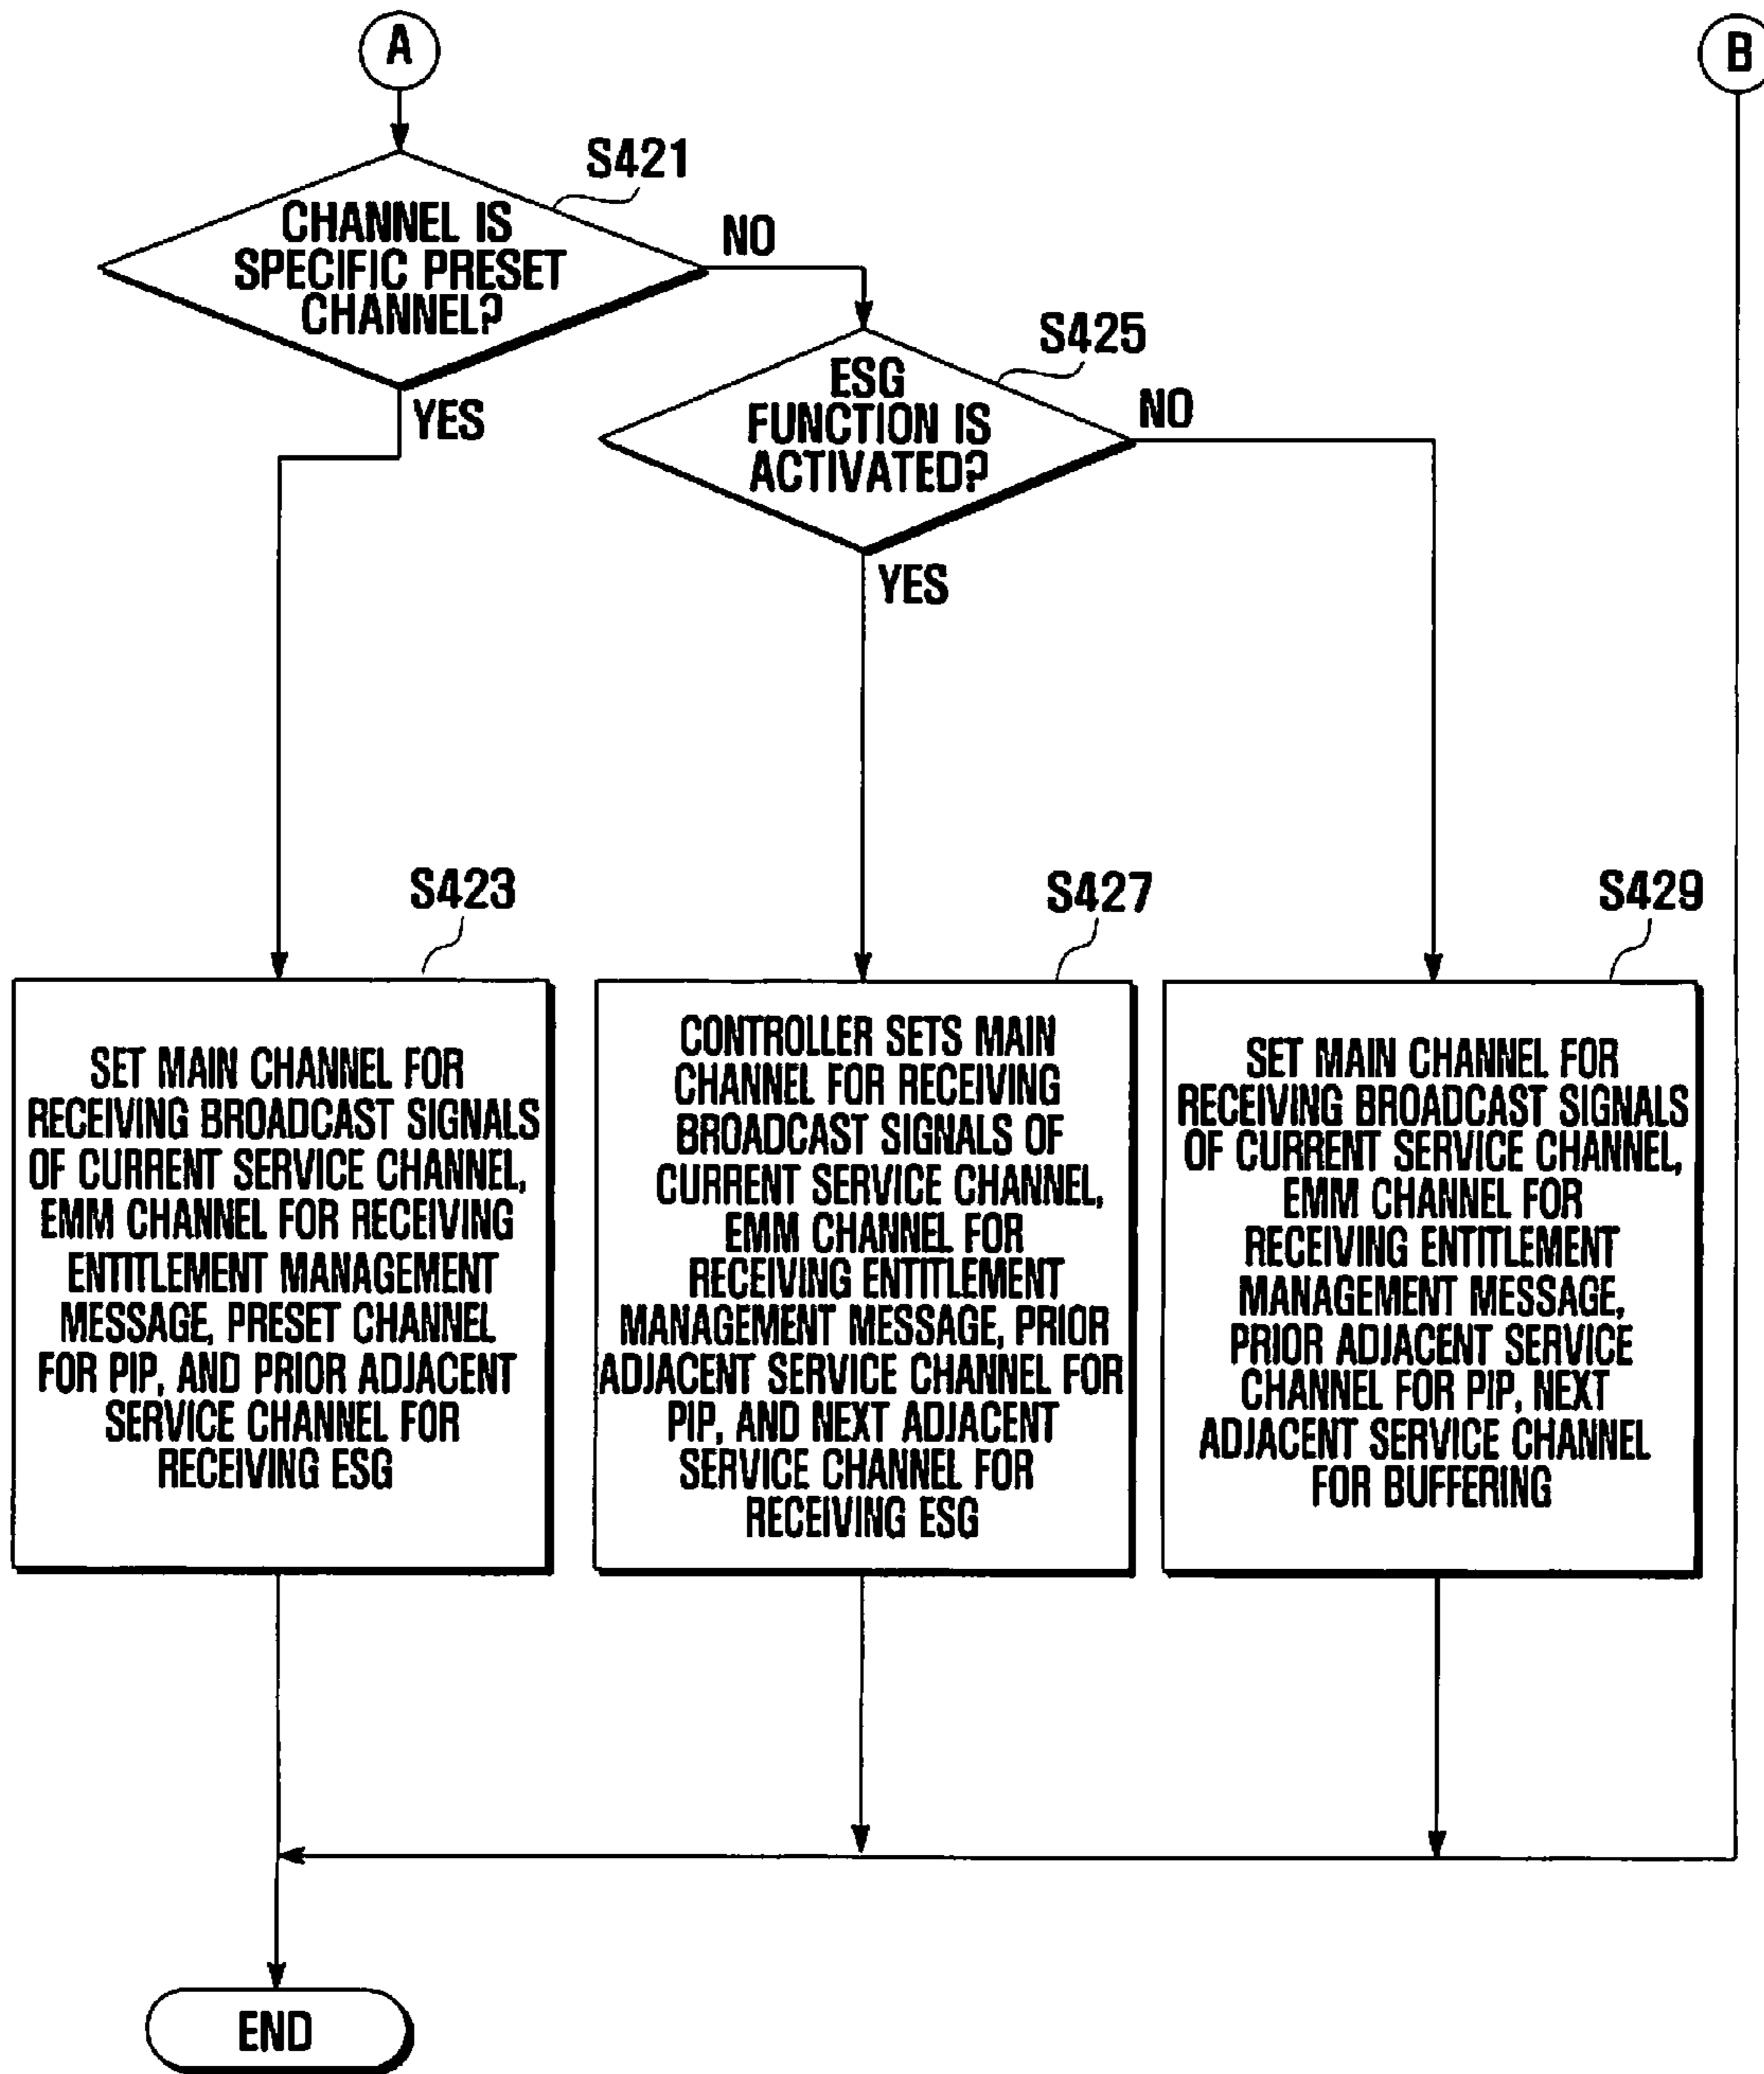 A
B
S421
CHANNEL IS
SPECIFIC PRESET
CHANNEL?
NO
YES
S425
ESG
FUNCTION IS
ACTIVATED?
NO
YES
S423
SET MAIN CHANNEL FOR
RECEIVING BROADCAST SIGNALS
OF CURRENT SERVICE CHANNEL,
EMM CHANNEL FOR RECEIVING
ENTITLEMENT MANAGEMENT
MESSAGE, PRESET CHANNEL
FOR PIP, AND PRIOR ADJACENT
SERVICE CHANNEL FOR
RECEIVING ESG
S427
CONTROLLER SETS MAIN
CHANNEL FOR RECEIVING
BROADCAST SIGNALS OF
CURRENT SERVICE CHANNEL,
EMM CHANNEL FOR
RECEIVING ENTITLEMENT
MANAGEMENT MESSAGE, PRIOR
ADJACENT SERVICE CHANNEL FOR
PIP, AND NEXT ADJACENT
SERVICE CHANNEL FOR
RECEIVING ESG
S429
SET MAIN CHANNEL FOR
RECEIVING BROADCAST SIGNALS
OF CURRENT SERVICE CHANNEL,
EMM CHANNEL FOR
RECEIVING ENTITLEMENT
MANAGEMENT MESSAGE,
PRIOR ADJACENT SERVICE
CHANNEL FOR PIP, NEXT
ADJACENT SERVICE CHANNEL
FOR BUFFERING
END